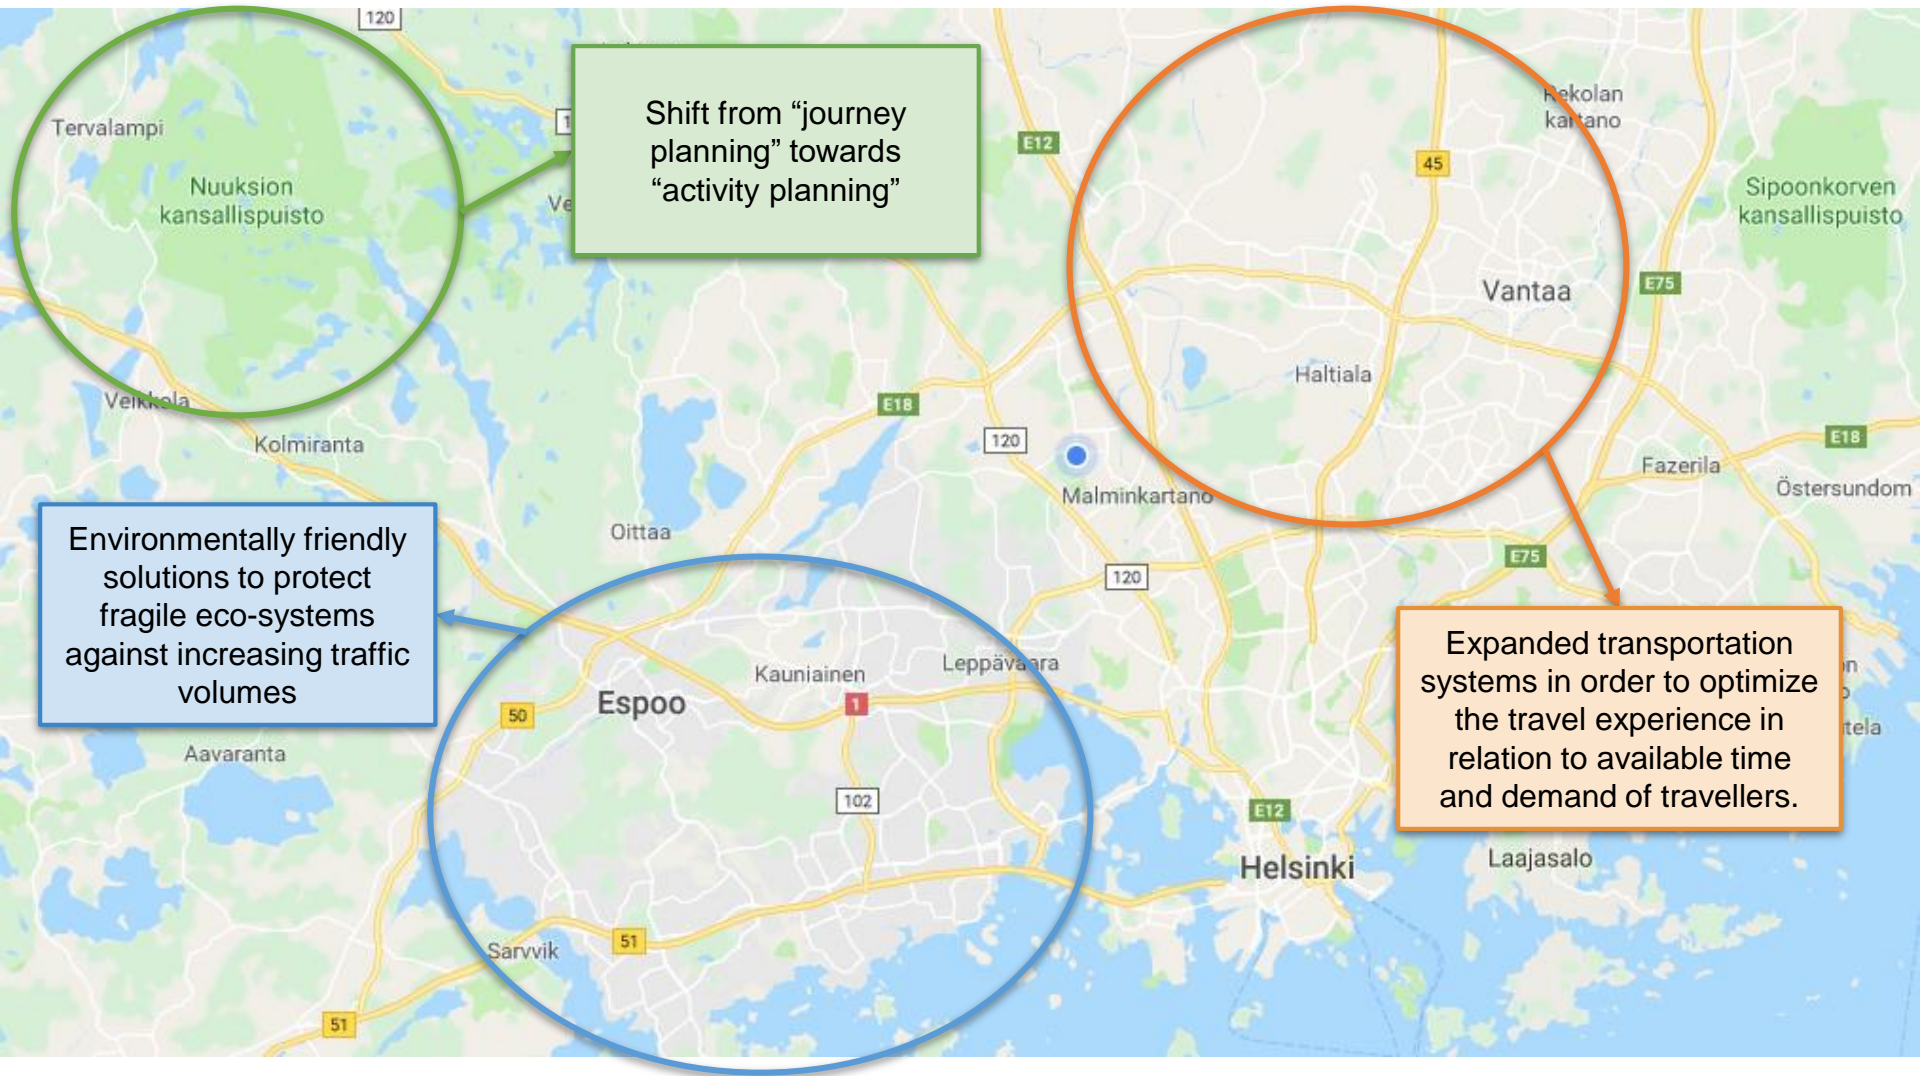 120
Tervalampi
Nuuksion
kansallispuisto
Shift from “journey
planning” towards
“activity planning”
E12
45
Vantaa
E75
Sipoonkorven
kansallispuisto
Haltiala
Veikkola
Kolmiranta
E18
120
Malminkartano
E18
Fazerila
Östersundom
Oittaa
Environmentally friendly
solutions to protect
fragile eco-systems
against increasing traffic
volumes
120
E75
Kauniainen
Leppävaara
Espoo
1
50
Aavaranta
102
Expanded transportation
systems in order to optimize
the travel experience in
relation to available time
and demand of travellers.
E12
Helsinki
Laajasalo
Sarvvik
51
51